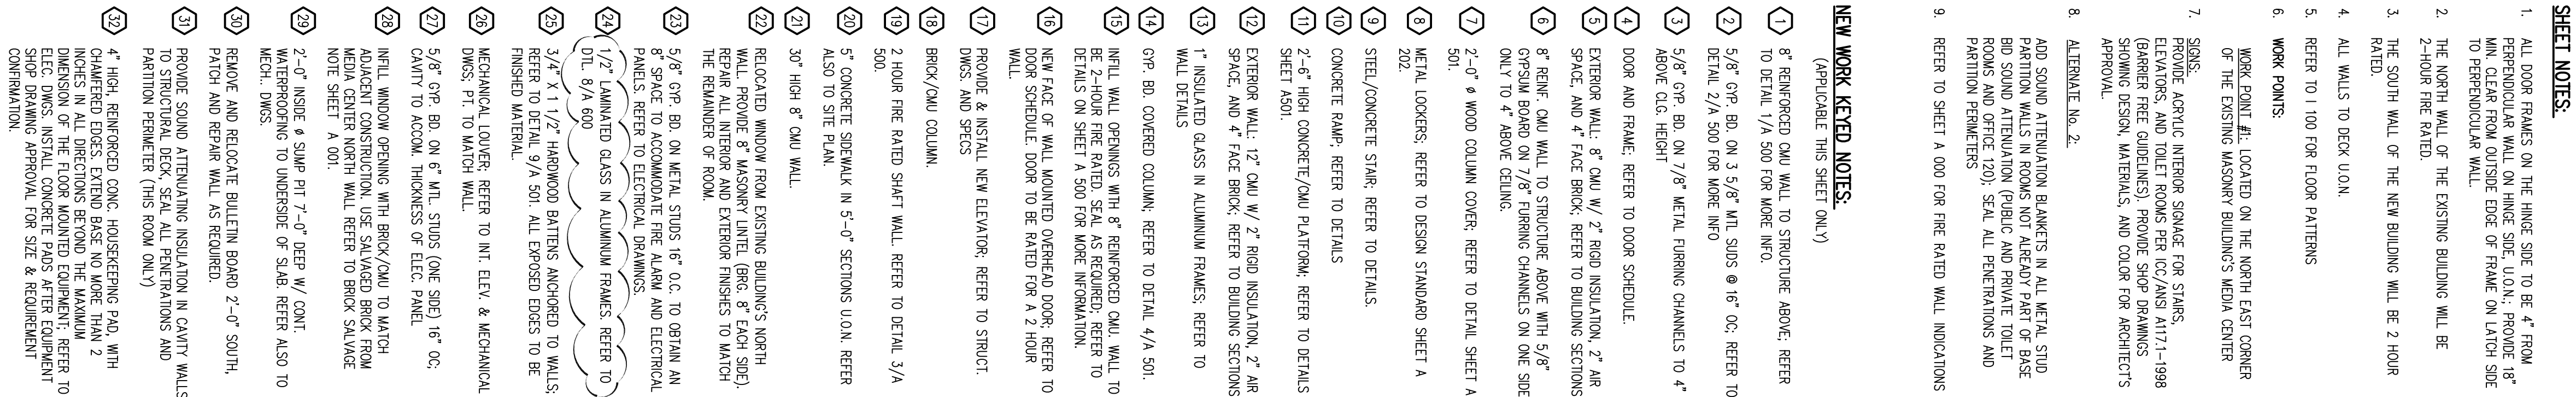 SHEET NOTES:
1. ALL DOOR FRAMES ON THE HINGE SIDE TO BE 4" FROM
PERPENDICULAR WALL ON HINGE SIDE, U.O.N.; PROVIDE 18"
MIN. CLEAR FROM OUTSIDE EDGE OF FRAME ON LATCH SIDE
TO PERPENDICULAR WALL.
2. THE NORTH WALL OF THE EXISTING BUILDING WILL BE
2-HOUR FIRE RATED.
3. THE SOUTH WALL OF THE NEW BUILDING WILL BE 2 HOUR
RATED.
4. ALL WALLS TO DECK U.O.N.
5. REFER TO I 100 FOR FLOOR PATTERNS
6. WORK POINTS:
WORK POINT #1: LOCATED ON THE NORTH EAST CORNER
OF THE EXISTING MASONRY BUILDING'S MEDIA CENTER
7. SIGNS:
PROVIDE ACRYLIC INTERIOR SIGNAGE FOR STAIRS,
ELEVATORS, AND TOILET ROOMS PER ICC/ANSI A117.1-1998
(BARRIER FREE GUIDELINES). PROVIDE SHOP DRAWINGS
SHOWING DESIGN, MATERIALS, AND COLOR FOR ARCHITECT'S
APPROVAL.
8. ALTERNATE No. 2:
ADD SOUND ATTENUATION BLANKETS IN ALL METAL STUD
PARTITION WALLS IN ROOMS NOT ALREADY PART OF BASE
BID SOUND ATTENUATION (PUBLIC AND PRIVATE TOILET
ROOMS AND OFFICE 120); SEAL ALL PENETRATIONS AND
PARTITION PERIMETERS
9. REFER TO SHEET A 000 FOR FIRE RATED WALL INDICATIONS
NEW WORK KEYED NOTES:
(APPLICABLE THIS SHEET ONLY)
1 8" REINFORCED CMU WALL TO STRUCTURE ABOVE; REFER
TO DETAIL 1/A 500 FOR MORE INFO.
2 5/8" GYP. BD. ON 3 5/8" MTL SUDS @ 16" OC; REFER TO
DETAIL 2/A 500 FOR MORE INFO
3 5/8" GYP. BD. ON 7/8" METAL FURRING CHANNELS TO 4"
ABOVE CLG. HEIGHT
4 DOOR AND FRAME; REFER TO DOOR SCHEDULE.
5 EXTERIOR WALL: 8" CMU W/ 2" RIGID INSULATION, 2" AIR
SPACE, AND 4" FACE BRICK; REFER TO BUILDING SECTIONS
6 8" REINF. CMU WALL TO STRUCTURE ABOVE WITH 5/8"
GYPSUM BOARD ON 7/8" FURRING CHANNELS ON ONE SIDE
ONLY TO 4" ABOVE CEILING.
7 2'-0" ø WOOD COLUMN COVER; REFER TO DETAIL SHEET A
501.
8 METAL LOCKERS; REFER TO DESIGN STANDARD SHEET A
202.
9 STEEL/CONCRETE STAIR; REFER TO DETAILS.
10 CONCRETE RAMP; REFER TO DETAILS
11 2'-6" HIGH CONCRETE/CMU PLATFORM; REFER TO DETAILS
SHEET A501.
12 EXTERIOR WALL: 12" CMU W/ 2" RIGID INSULATION, 2" AIR
SPACE, AND 4" FACE BRICK; REFER TO BUILDING SECTIONS
13 1" INSULATED GLASS IN ALUMINUM FRAMES; REFER TO
WALL DETAILS
14 GYP. BD. COVERED COLUMN; REFER TO DETAIL 4/A 501.
15 INFILL WALL OPENINGS WITH 8" REINFORCED CMU. WALL TO
BE 2-HOUR FIRE RATED. SEAL AS REQUIRED; REFER TO
DETAILS ON SHEET A 500 FOR MORE INFORMATION.
16 NEW FACE OF WALL MOUNTED OVERHEAD DOOR; REFER TO
DOOR SCHEDULE. DOOR TO BE RATED FOR A 2 HOUR
WALL.
17 PROVIDE & INSTALL NEW ELEVATOR; REFER TO STRUCT.
DWGS. AND SPECS
18 BRICK/CMU COLUMN.
19 2 HOUR FIRE RATED SHAFT WALL. REFER TO DETAIL 3/A
500.
20 5" CONCRETE SIDEWALK IN 5'-0" SECTIONS U.O.N. REFER
ALSO TO SITE PLAN.
21 30" HIGH 8" CMU WALL.
22 RELOCATED WINDOW FROM EXISTING BUILDING'S NORTH
WALL. PROVIDE 8" MASONRY LINTEL (BRG. 8" EACH SIDE).
REPAIR ALL INTERIOR AND EXTERIOR FINISHES TO MATCH
THE REMAINDER OF ROOM.
23 5/8" GYP. BD. ON METAL STUDS 16" O.C. TO OBTAIN AN
8" SPACE TO ACCOMMODATE FIRE ALARM AND ELECTRICAL
PANELS. REFER TO ELECTRICAL DRAWINGS.
24 1/2" LAMINATED GLASS IN ALUMINUM FRAMES. REFER TO
DTL. 8/A 600
25 3/4" X 1 1/2" HARDWOOD BATTENS ANCHORED TO WALLS;
REFER TO DETAIL 9/A 501. ALL EXPOSED EDGES TO BE
FINISHED MATERIAL.
26 MECHANICAL LOUVER; REFER TO INT. ELEV. & MECHANICAL
DWGS; PT. TO MATCH WALL.
27 5/8" GYP. BD. ON 6" MTL. STUDS (ONE SIDE) 16" OC;
CAVITY TO ACCOM. THICKNESS OF ELEC. PANEL
28 INFILL WINDOW OPENING WITH BRICK/CMU TO MATCH
ADJACENT CONSTRUCTION. USE SALVAGED BRICK FROM
MEDIA CENTER NORTH WALL REFER TO BRICK SALVAGE
NOTE SHEET A 001.
29 2'-0" INSIDE ø SUMP PIT 7'-0" DEEP W/ CONT.
WATERPROOFING TO UNDERSIDE OF SLAB. REFER ALSO TO
MECH. DWGS.
30 REMOVE AND RELOCATE BULLETIN BOARD 2'-0" SOUTH,
PATCH AND REPAIR WALL AS REQUIRED.
31 PROVIDE SOUND ATTENUATING INSULATION IN CAVITY WALLS
TO STRUCTURAL DECK, SEAL ALL PENETRATIONS AND
PARTITION PERIMETER (THIS ROOM ONLY)
32 4" HIGH, REINFORCED CONC. HOUSEKEEPING PAD, WITH
CHAMFERED EDGES. EXTEND BASE NO MORE THAN 2
INCHES IN ALL DIRECTIONS BEYOND THE MAXIMUM
DIMENSION OF THE FLOOR MOUNTED EQUIPMENT; REFER TO
ELEC. DWGS. INSTALL CONCRETE PADS AFTER EQUIPMENT
SHOP DRAWING APPROVAL FOR SIZE & REQUIREMENT
CONFIRMATION.